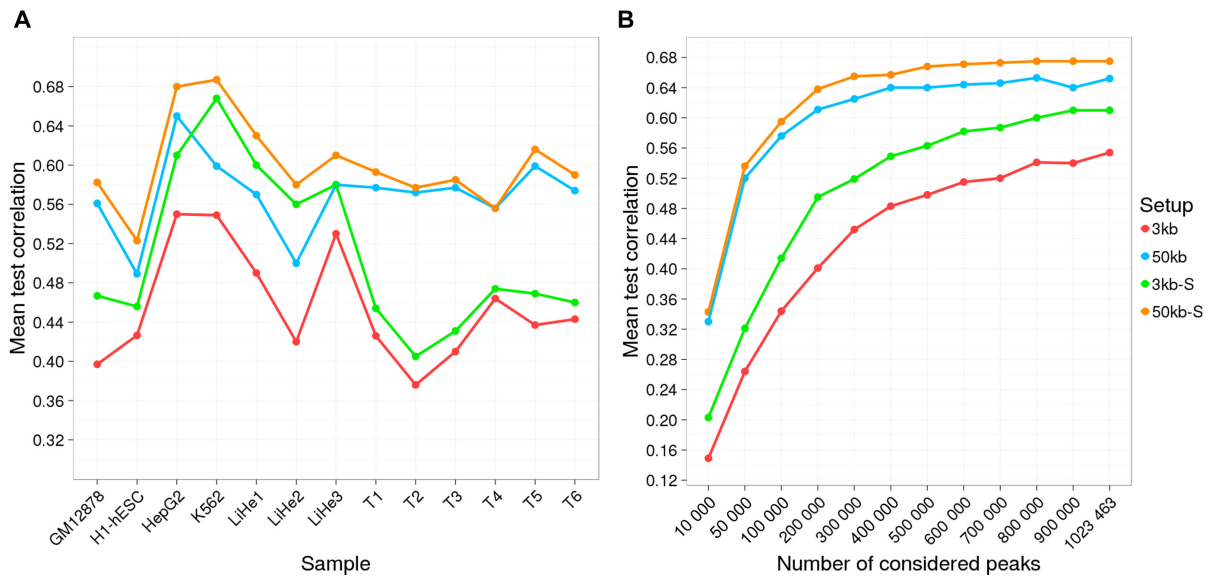 A
Mean test correlation
0.68
0.64
0.60
0.56
0.52
0.48
0.44
0.40
0.36
0.32
GM12878
H1-hESC
HepG2
K562
LiHe1
LiHe2
LiHe3
T1
T2
T3
T4
T5
T6
Sample
B
Mean test correlation
0.68
0.64
0.60
0.56
0.52
0.48
0.44
0.40
0.36
0.32
0.28
0.24
0.20
0.16
0.12
10 000
50 000
100 000
200 000
300 000
400 000
500 000
600 000
700 000
800 000
900 000
1023 463
Number of considered peaks
Setup
3kb
50kb
3kb-S
50kb-S